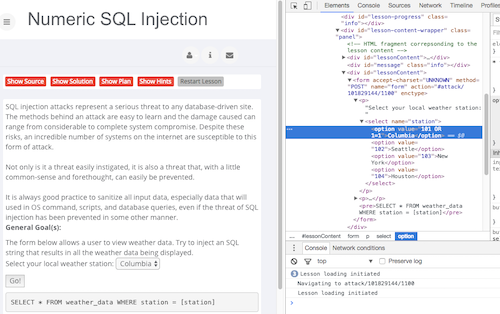 Numeric SQL Injection
Show Source Show Solution Show Plan Show Hints Restart Lesson
SQL injection attacks represent a serious threat to any database-driven site.
The methods behind an attack are easy to learn and the damage caused can
range from considerable to complete system compromise. Despite these
risks, an incredible number of systems on the internet are susceptible to this
form of attack.
Not only is it a threat easily instigated, it is also a threat that, with a little
common-sense and forethought, can easily be prevented.
It is always good practice to sanitize all input data, especially data that will
used in OS command, scripts, and database queries, even if the threat of SQL
injection has been prevented in some other manner.
General Goal(s):
The form below allows a user to view weather data. Try to inject an SQL
string that results in all the weather data being displayed.
Select your local weather station: Columbia
Go!
SELECT * FROM weather_data WHERE station = [station]
Elements Console Sources
<div id="lesson-progress" class=
"info"></div>
<div id="lesson-content-wrapper" class=
"panel">
<!-- HTML fragment correpsonding to the
lesson content -->
<div id="lessonContent">…</div>
<div id="message" class="info"></div>
<div id="lessonContent">
<form accept-charset="UNKNOWN" method=
"POST" name="form" action="#attack/
101829144/1100" enctype>
<p>
"Select your local weather station:
"
<select name="station">
<option value="101 OR
1=1">Columbia</option> == $0
<option value=
"102">Seattle</option>
<option value="103">New
York</option>
<option value=
"104">Houston</option>
</select>
</p>
<p>…</p>
<pre>SELECT * FROM weather_data
WHERE station = [station]</pre>
</form>
</div>
... #lessonContent form p select option
Console Network conditions
top Preserve log
3 Lesson loading initiated
Navigating to attack/101829144/1100
Lesson loading initiated